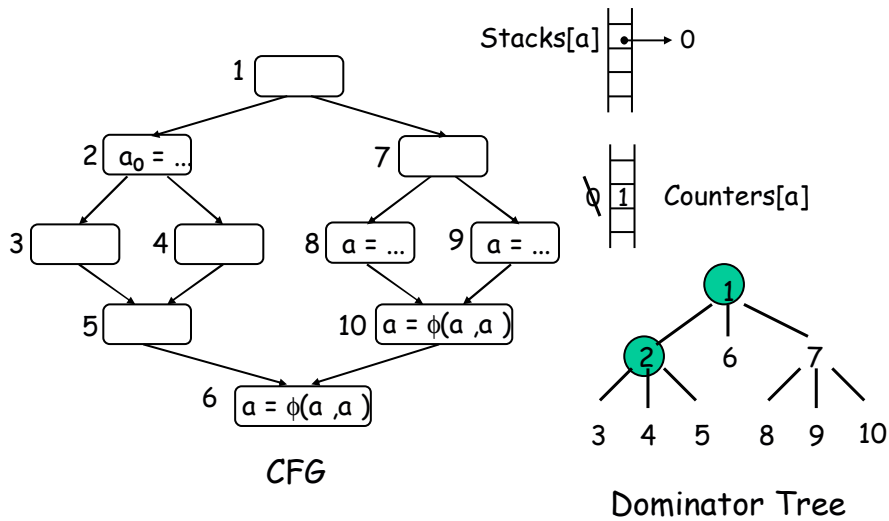 Stacks[a] 0
1
2 a₀ = ...
7
0 1 Counters[a]
3
4
8 a = ...
9 a = ...
5
10 a = ϕ(a ,a )
6 a = ϕ(a ,a )
CFG
1
2 6 7
3 4 5 8 9 10
Dominator Tree